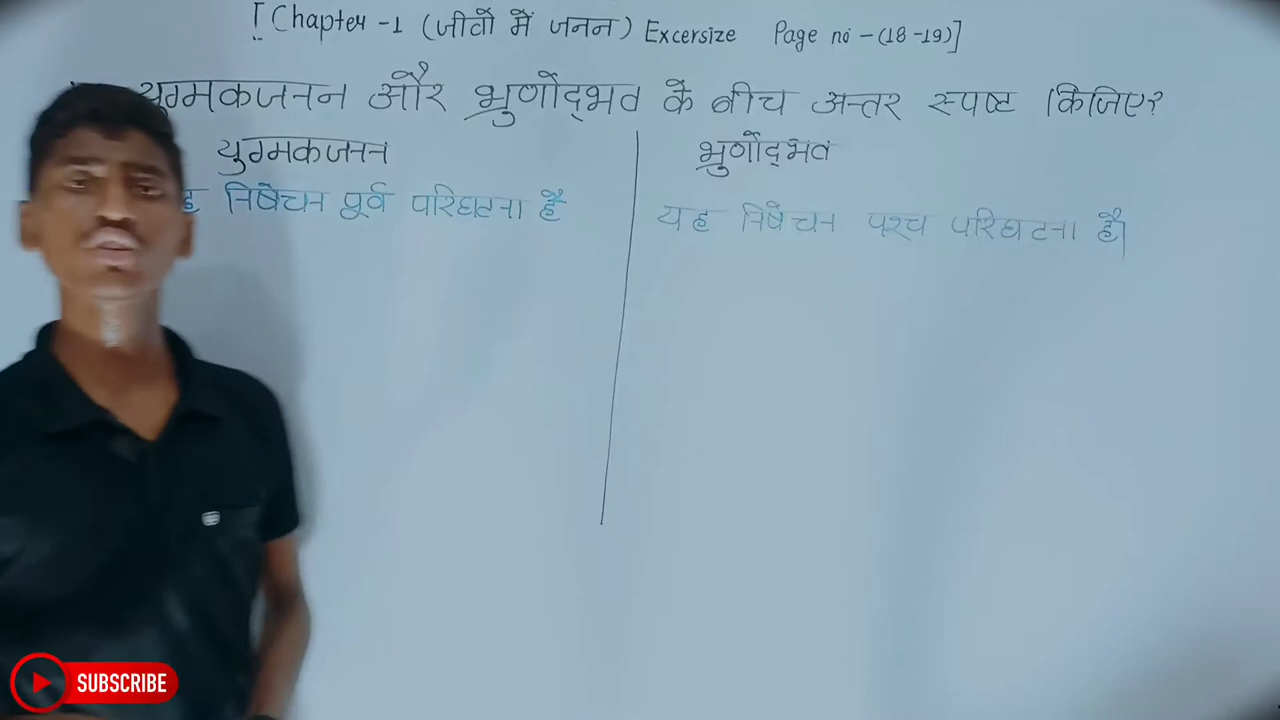 [ Chapter -1 (जीवों में जनन) Excersize Page no - (18-19)]
युग्मकजनन और भ्रुणोद्भव के बीच अन्तर स्पष्ट किजिए?
युग्मकजनन
भ्रुणोद्भव
निषेचन पूर्व परिघटना है
यह निषेचन पश्च परिघटना है।
SUBSCRIBE